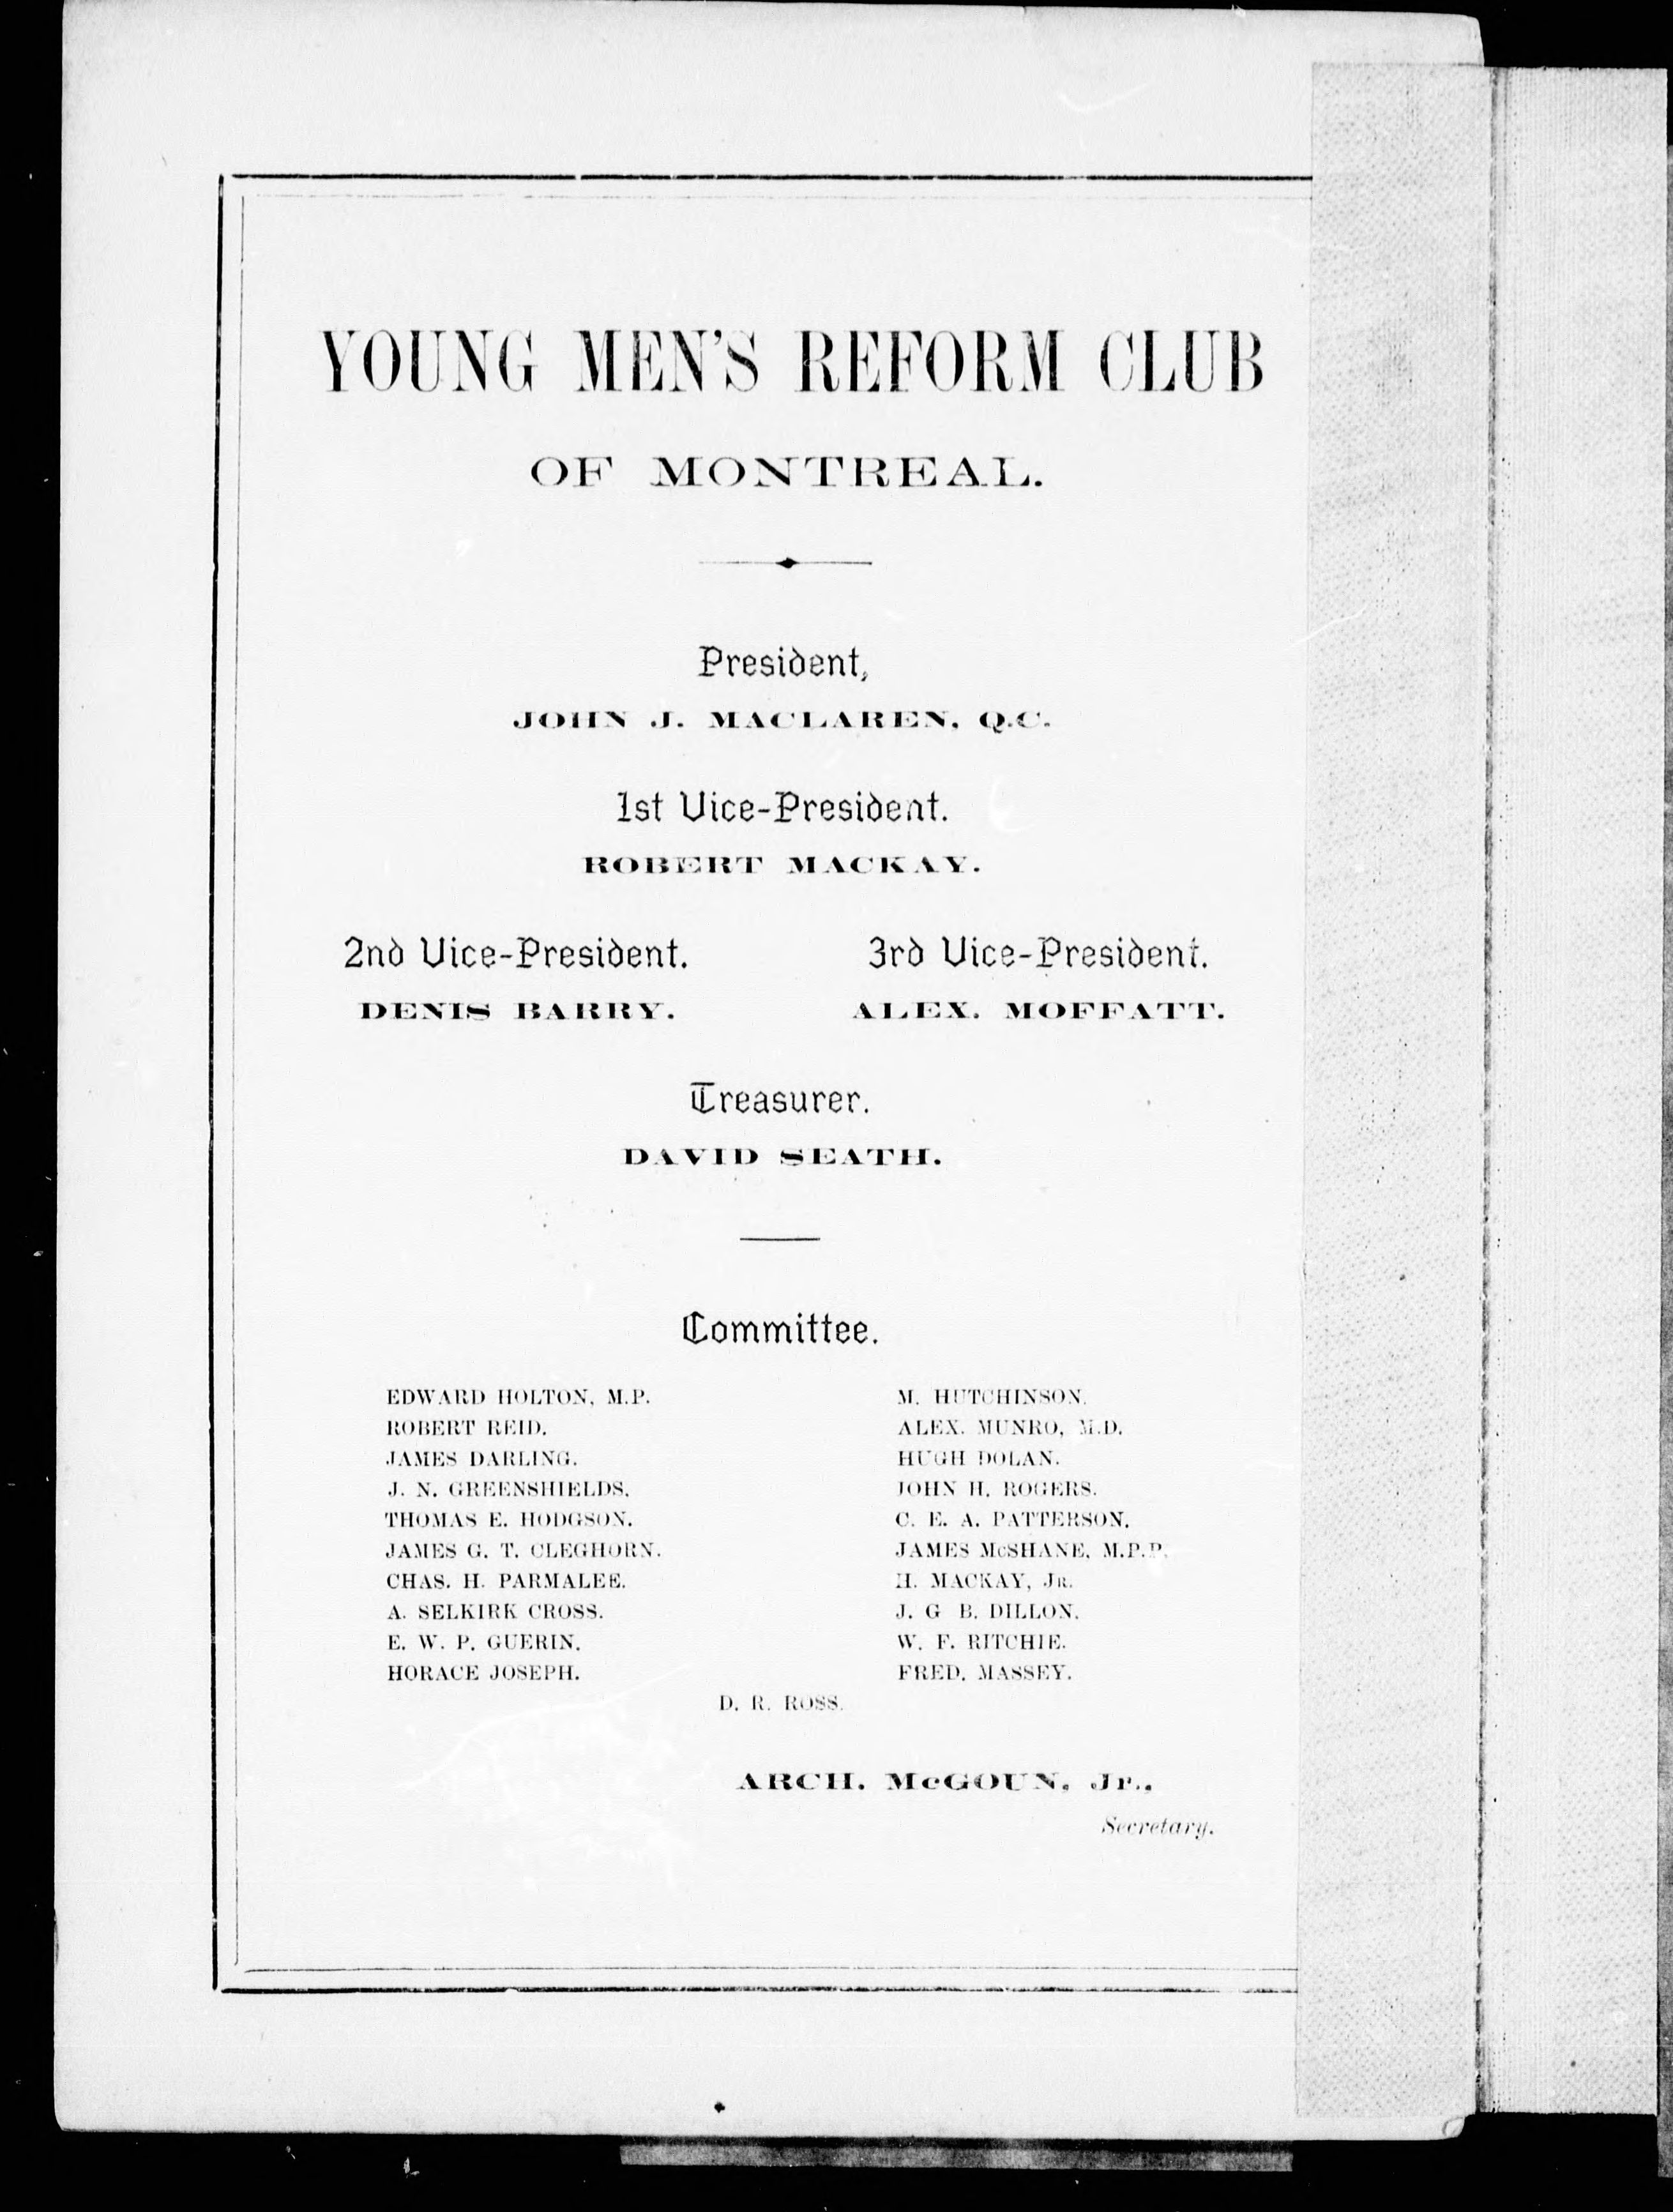 YOUNG MEN'S REFORM CLUB
OF MONTREAL.
President,
JOHN J. MACLAREN, Q.C.
1st Vice-President.
ROBERT MACKAY.
2nd Vice-President. 3rd Vice-President.
DENIS BARRY. ALEX. MOFFATT.
Treasurer.
DAVID SEATH.
Committee.
EDWARD HOLTON, M.P. M. HUTCHINSON.
ROBERT REID. ALEX. MUNRO, M.D.
JAMES DARLING. HUGH DOLAN.
J. N. GREENSHIELDS. JOHN H. ROGERS.
THOMAS E. HODGSON. C. E. A. PATTERSON.
JAMES G. T. CLEGHORN. JAMES McSHANE, M.P.P.
CHAS. H. PARMALEE. H. MACKAY, JR.
A. SELKIRK CROSS. J. G B. DILLON.
E. W. P. GUERIN. W. F. RITCHIE.
HORACE JOSEPH. FRED. MASSEY.
D. R. ROSS.
ARCH. McGOUN, Jr.,
Secretary.